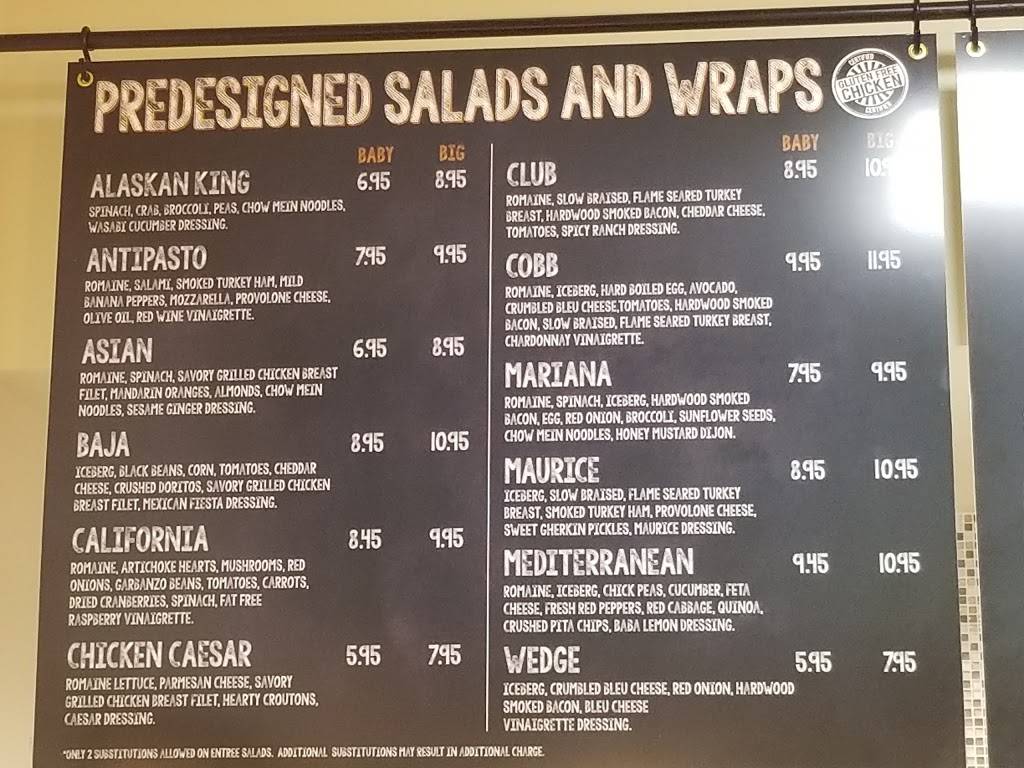 PREDESIGNED SALADS AND WRAPS
CERTIFIED
GLUTEN FREE
CHICKEN
CERTIFIED
BABY BIG
ALASKAN KING 6.95 8.95
SPINACH, CRAB, BROCCOLI, PEAS, CHOW MEIN NOODLES,
WASABI CUCUMBER DRESSING.
ANTIPASTO 7.95 9.95
ROMAINE, SALAMI, SMOKED TURKEY HAM, MILD
BANANA PEPPERS, MOZZARELLA, PROVOLONE CHEESE,
OLIVE OIL, RED WINE VINAIGRETTE.
ASIAN 6.95 8.95
ROMAINE, SPINACH, SAVORY GRILLED CHICKEN BREAST
FILET, MANDARIN ORANGES, ALMONDS, CHOW MEIN
NOODLES, SESAME GINGER DRESSING.
BAJA 8.95 10.95
ICEBERG, BLACK BEANS, CORN, TOMATOES, CHEDDAR
CHEESE, CRUSHED DORITOS, SAVORY GRILLED CHICKEN
BREAST FILET, MEXICAN FIESTA DRESSING.
CALIFORNIA 8.45 9.95
ROMAINE, ARTICHOKE HEARTS, MUSHROOMS, RED
ONIONS, GARBANZO BEANS, TOMATOES, CARROTS,
DRIED CRANBERRIES, SPINACH, FAT FREE
RASPBERRY VINAIGRETTE.
CHICKEN CAESAR 5.95 7.95
ROMAINE LETTUCE, PARMESAN CHEESE, SAVORY
GRILLED CHICKEN BREAST FILET, HEARTY CROUTONS,
CAESAR DRESSING.
BABY BIG
CLUB 8.95
ROMAINE, SLOW BRAISED, FLAME SEARED TURKEY
BREAST, HARDWOOD SMOKED BACON, CHEDDAR CHEESE,
TOMATOES, SPICY RANCH DRESSING.
COBB 9.95 11.95
ROMAINE, ICEBERG, HARD BOILED EGG, AVOCADO,
CRUMBLED BLEU CHEESE,TOMATOES, HARDWOOD SMOKED
BACON, SLOW BRAISED, FLAME SEARED TURKEY BREAST,
CHARDONNAY VINAIGRETTE.
MARIANA 7.95 9.95
ROMAINE, SPINACH, ICEBERG, HARDWOOD SMOKED
BACON, EGG, RED ONION, BROCCOLI, SUNFLOWER SEEDS,
CHOW MEIN NOODLES, HONEY MUSTARD DIJON.
MAURICE 8.95 10.95
ICEBERG, SLOW BRAISED, FLAME SEARED TURKEY
BREAST, SMOKED TURKEY HAM, PROVOLONE CHEESE,
SWEET GHERKIN PICKLES, MAURICE DRESSING.
MEDITERRANEAN 9.45 10.95
ROMAINE, ICEBERG, CHICK PEAS, CUCUMBER, FETA
CHEESE, FRESH RED PEPPERS, RED CABBAGE, QUINOA,
CRUSHED PITA CHIPS, BABA LEMON DRESSING.
WEDGE 5.95 7.95
ICEBERG, CRUMBLED BLEU CHEESE, RED ONION, HARDWOOD
SMOKED BACON, BLEU CHEESE
VINAIGRETTE DRESSING.
*ONLY 2 SUBSTITUTIONS ALLOWED ON ENTREE SALADS. ADDITIONAL SUBSTITUTIONS MAY RESULT IN ADDITIONAL CHARGE.